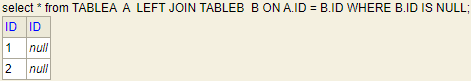 select * from TABLEA A LEFT JOIN TABLEB B ON A.ID = B.ID WHERE B.ID IS NULL;
ID ID
1 null
2 null